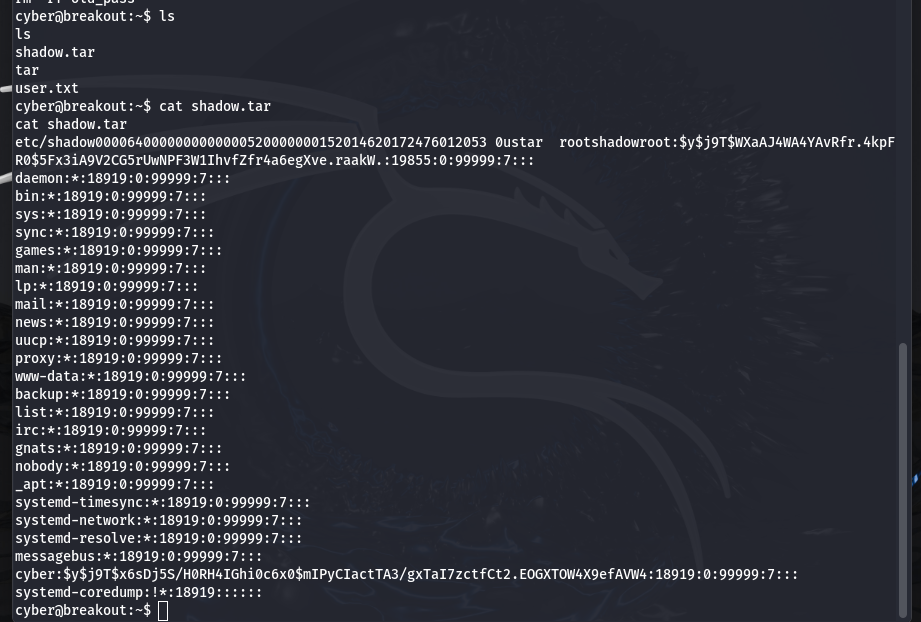 cyber@breakout:~$ ls
ls
shadow.tar
tar
user.txt
cyber@breakout:~$ cat shadow.tar
cat shadow.tar
etc/shadow0000640000000000000052000000015201462017247601205​3 0ustar  rootshadowroot:$y$j9T$WXaAJ4WA4YAvRfr.4kpF
R0$5Fx3iA9V2CG5rUwNPF3W1IhvfZfr4a6egXve.raakW.:19855:0:99999:7:::
daemon:*:18919:0:99999:7:::
bin:*:18919:0:99999:7:::
sys:*:18919:0:99999:7:::
sync:*:18919:0:99999:7:::
games:*:18919:0:99999:7:::
man:*:18919:0:99999:7:::
lp:*:18919:0:99999:7:::
mail:*:18919:0:99999:7:::
news:*:18919:0:99999:7:::
uucp:*:18919:0:99999:7:::
proxy:*:18919:0:99999:7:::
www-data:*:18919:0:99999:7:::
backup:*:18919:0:99999:7:::
list:*:18919:0:99999:7:::
irc:*:18919:0:99999:7:::
gnats:*:18919:0:99999:7:::
nobody:*:18919:0:99999:7:::
_apt:*:18919:0:99999:7:::
systemd-timesync:*:18919:0:99999:7:::
systemd-network:*:18919:0:99999:7:::
systemd-resolve:*:18919:0:99999:7:::
messagebus:*:18919:0:99999:7:::
cyber:$y$j9T$x6sDj5S/H0RH4IGhi0c6x0$mIPyCIactTA3/gxTaI7zctfCt2.EOGXTOW4X9efAVW4:18919:0:99999:7:::
systemd-coredump:!*:18919::::::
cyber@breakout:~$